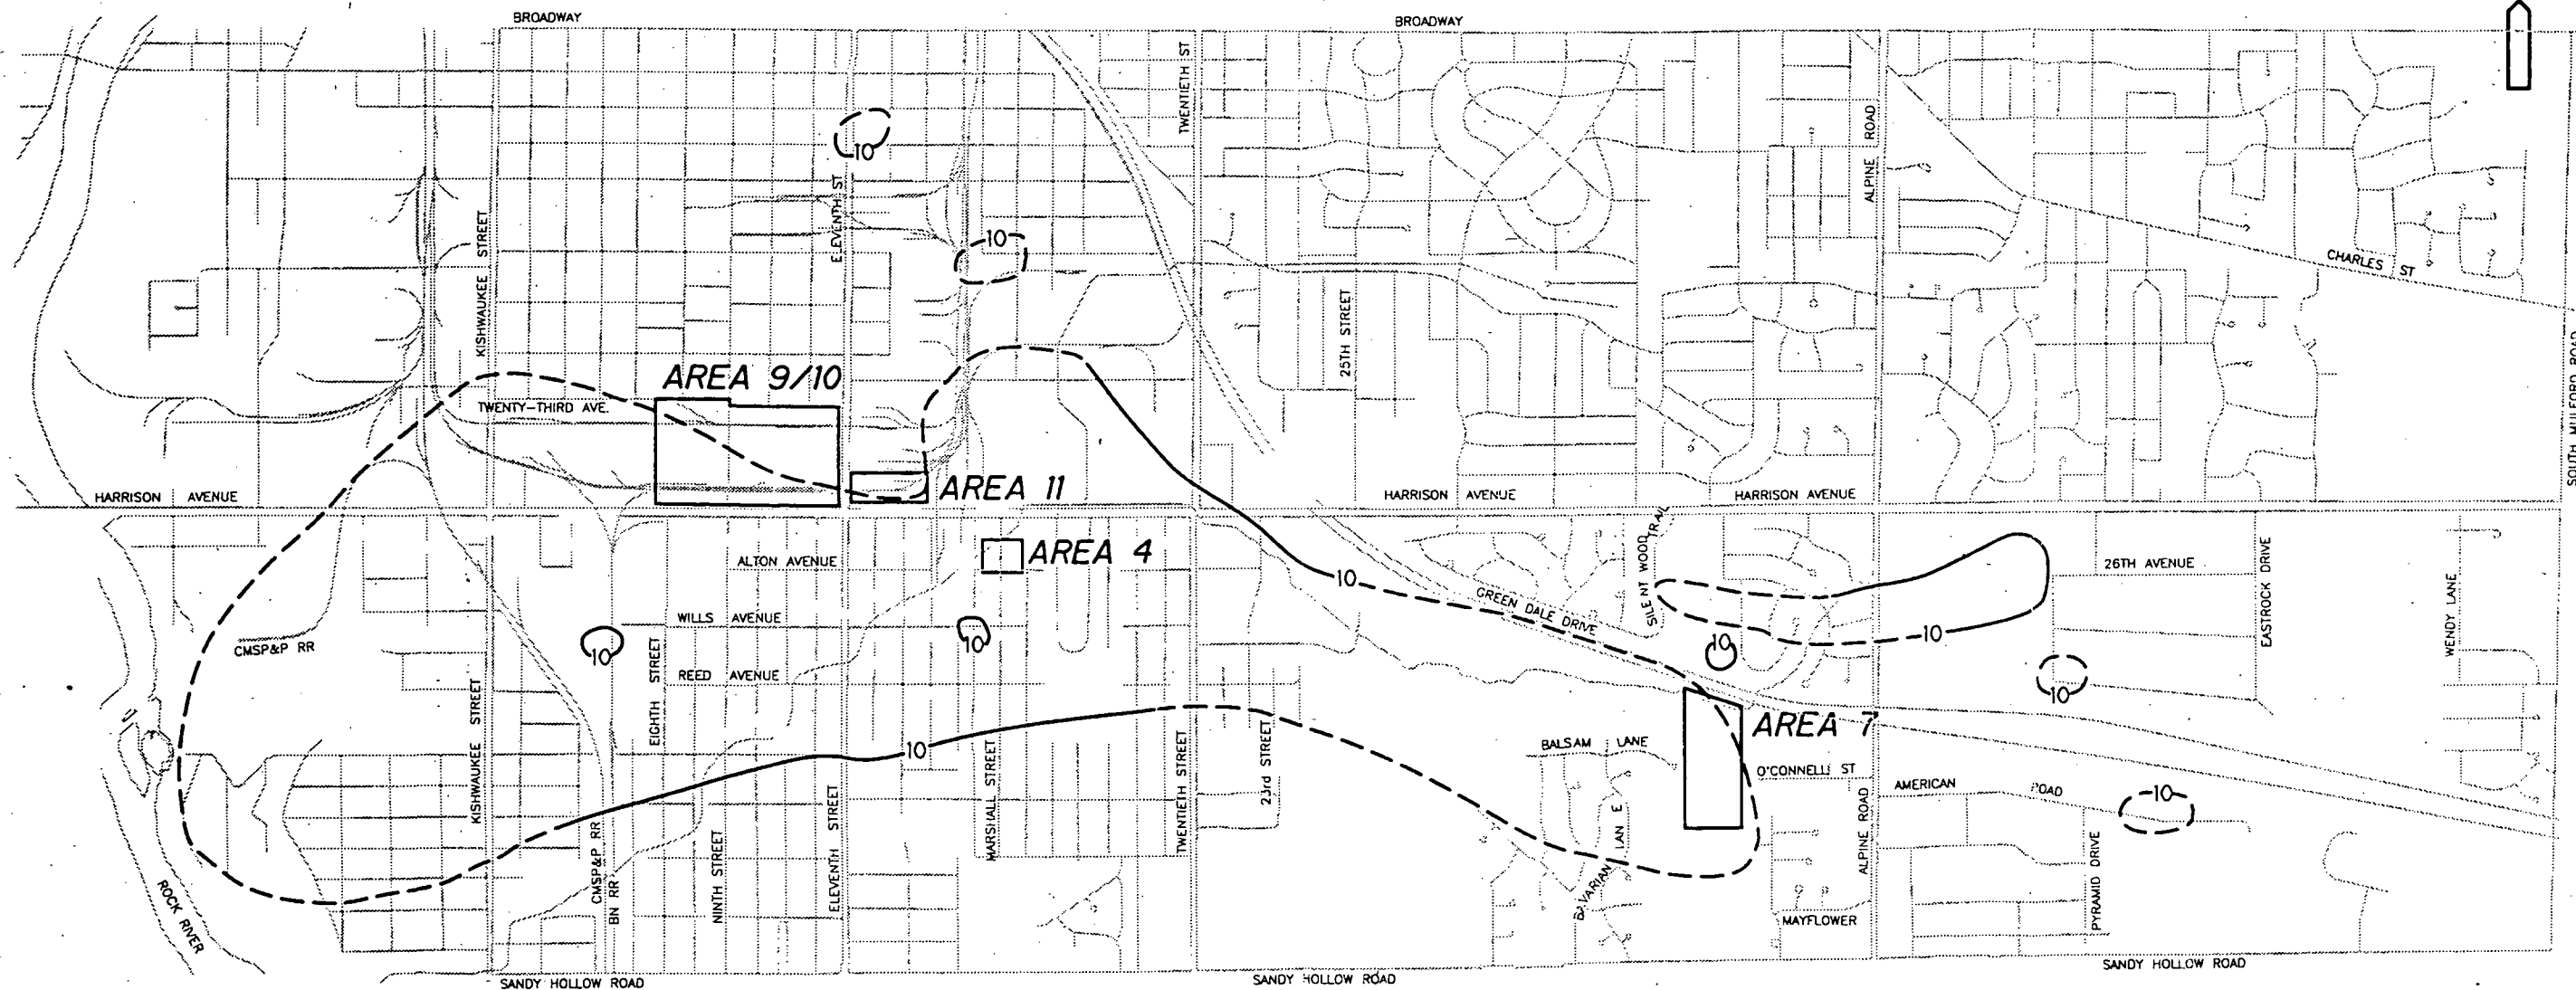 BROADWAY
BROADWAY
TWENTIETH ST
ALPINE ROAD
10
ELEVENTH ST
KISHWAUKEE STREET
10
CHARLES ST
25TH STREET
SOUTH MULFORD ROAD
AREA 9/10
TWENTY-THIRD AVE.
HARRISON AVENUE
AREA 11
HARRISON AVENUE
HARRISON AVENUE
SILENT WOOD TRAIL
ALTON AVENUE
AREA 4
26TH AVENUE
EASTROCK DRIVE
WENDY LANE
10
GREEN DALE DRIVE
WILLS AVENUE
CMSP&P RR
10
10
10
10
EIGHTH STREET
REED AVENUE
10
KISHWAUKEE STREET
AREA 7
10
MARSHALL STREET
TWENTIETH STREET
23rd STREET
BALSAM LANE
O'CONNELL ST
AMERICAN ROAD
10
ELEVENTH STREET
ALPINE ROAD
CMSP&P RR
BN RR
NINTH STREET
BAVARIAN LANE
PYRAMID DRIVE
ROCK RIVER
MAYFLOWER
SANDY HOLLOW ROAD
SANDY HOLLOW ROAD
SANDY HOLLOW ROAD